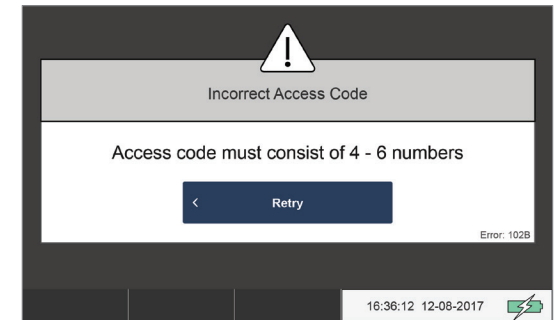 !
Incorrect Access Code
Access code must consist of 4 - 6 numbers
< Retry
Error: 102B
16:36:12 12-08-2017